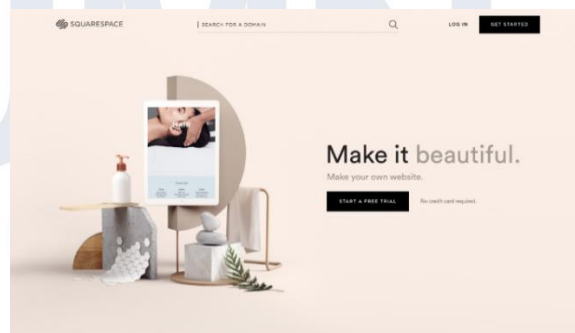 SQUARESPACE
SEARCH FOR A DOMAIN
LOG IN
GET STARTED
Make it beautiful.
Make your own website.
START A FREE TRIAL
No credit card required.